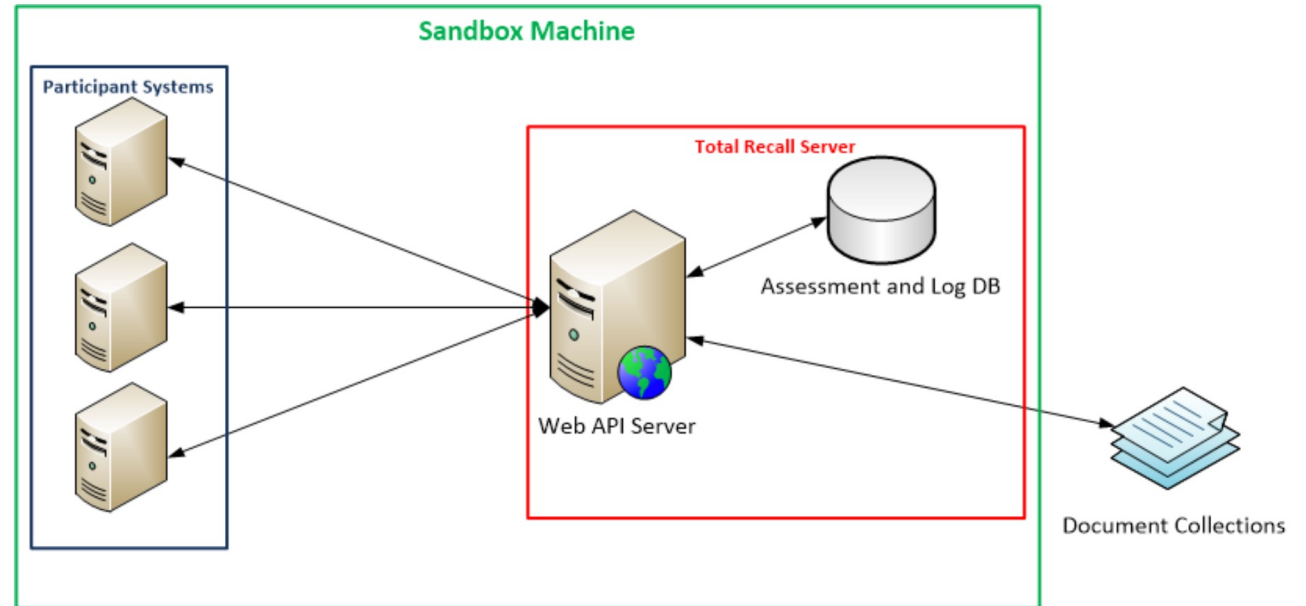 Sandbox Machine
Participant Systems
Total Recall Server
Assessment and Log DB
Web API Server
Document Collections